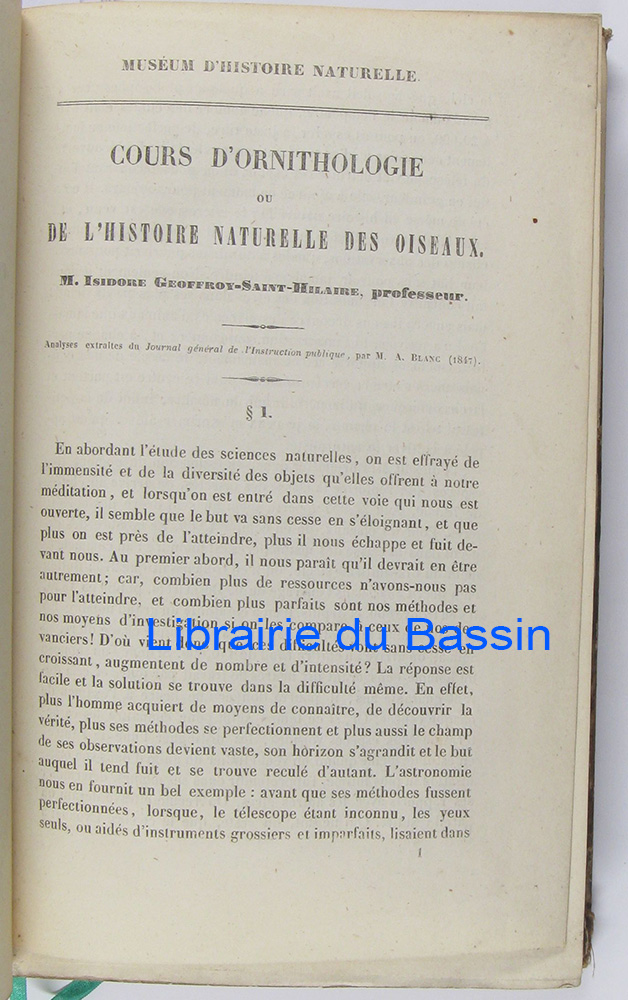 MUSÉUM D'HISTOIRE NATURELLE.
COURS D'ORNITHOLOGIE
OU
DE L'HISTOIRE NATURELLE DES OISEAUX.
M. ISIDORE GEOFFROY-SAINT-HILAIRE, professeur.
Analyses extraites du Journal général de l'Instruction publique, par M. A. BLANC (1847).
§ I.
En abordant l'étude des sciences naturelles, on est effrayé de
l'immensité et de la diversité des objets qu'elles offrent à notre
méditation, et lorsqu'on est entré dans cette voie qui nous est
ouverte, il semble que le but va sans cesse en s'éloignant, et que
plus on est près de l'atteindre, plus il nous échappe et fuit de-
vant nous. Au premier abord, il nous paraît qu'il devrait en être
autrement; car, combien plus de ressources n'avons-nous pas
pour l'atteindre, et combien plus parfaits sont nos méthodes et
nos moyens d'investigation si on les compare à ceux de nos de-
vanciers! D'où vient donc que ces difficultés vont sans cesse en
croissant, augmentent de nombre et d'intensité? La réponse est
facile et la solution se trouve dans la difficulté même. En effet,
plus l'homme acquiert de moyens de connaître, de découvrir la
vérité, plus ses méthodes se perfectionnent et plus aussi le champ
de ses observations devient vaste, son horizon s'agrandit et le but
auquel il tend fuit et se trouve reculé d'autant. L'astronomie
nous en fournit un bel exemple : avant que ses méthodes fussent
perfectionnées, lorsque, le télescope étant inconnu, les yeux
seuls, ou aidés d'instruments grossiers et imparfaits, lisaient dans
1
Librairie du Bassin